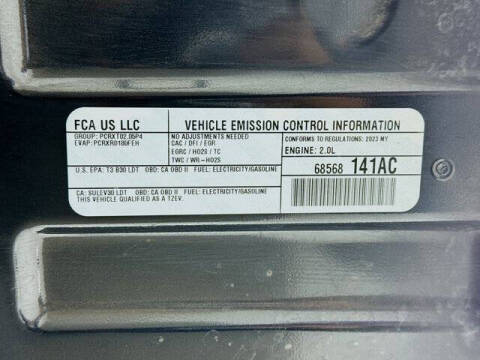 FCA US LLC
GROUP: PCRXT02.05P4
EVAP: PCRXR0180FEH
VEHICLE EMISSION CONTROL INFORMATION
NO ADJUSTMENTS NEEDED
CAC / DFI / EGR
EGRC / HO2S / TC
TWC / WR-HO2S
CONFORMS TO REGULATIONS: 2023 MY
ENGINE: 2.0L
U.S. EPA: T3 B30 LDT OBD: CA OBD II FUEL: ELECTRICITY/GASOLINE
68568 141AC
CA: SULEV30 LDT OBD: CA OBD II FUEL: ELECTRICITY/GASOLINE
THIS VEHICLE QUALIFIED AS A TZEV.